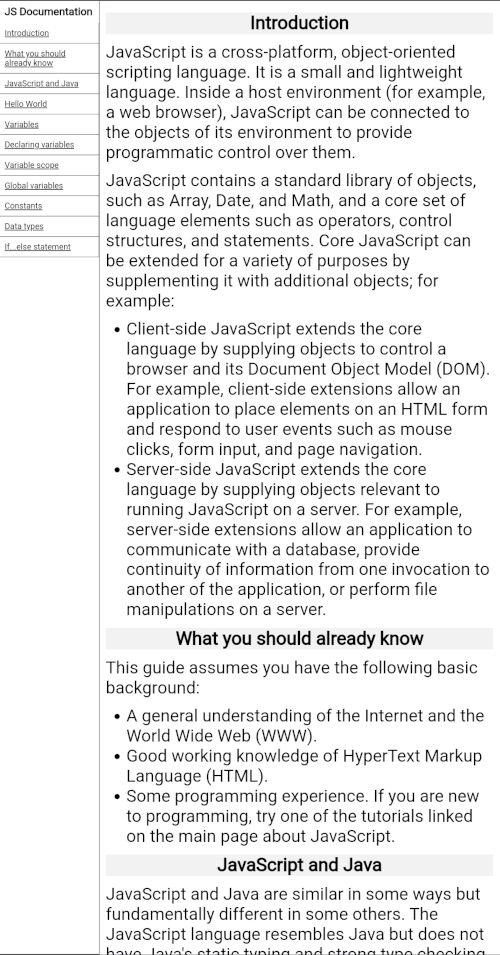 JS Documentation
Introduction
What you should
already know
JavaScript and Java
Hello World
Variables
Declaring variables
Variable scope
Global variables
Constants
Data types
If...else statement
Introduction
JavaScript is a cross-platform, object-oriented
scripting language. It is a small and lightweight
language. Inside a host environment (for example,
a web browser), JavaScript can be connected to
the objects of its environment to provide
programmatic control over them.
JavaScript contains a standard library of objects,
such as Array, Date, and Math, and a core set of
language elements such as operators, control
structures, and statements. Core JavaScript can
be extended for a variety of purposes by
supplementing it with additional objects; for
example:
• Client-side JavaScript extends the core
language by supplying objects to control a
browser and its Document Object Model (DOM).
For example, client-side extensions allow an
application to place elements on an HTML form
and respond to user events such as mouse
clicks, form input, and page navigation.
• Server-side JavaScript extends the core
language by supplying objects relevant to
running JavaScript on a server. For example,
server-side extensions allow an application to
communicate with a database, provide
continuity of information from one invocation to
another of the application, or perform file
manipulations on a server.
What you should already know
This guide assumes you have the following basic
background:
• A general understanding of the Internet and the
World Wide Web (WWW).
• Good working knowledge of HyperText Markup
Language (HTML).
• Some programming experience. If you are new
to programming, try one of the tutorials linked
on the main page about JavaScript.
JavaScript and Java
JavaScript and Java are similar in some ways but
fundamentally different in some others. The
JavaScript language resembles Java but does not
have Java's static typing and strong type checking.